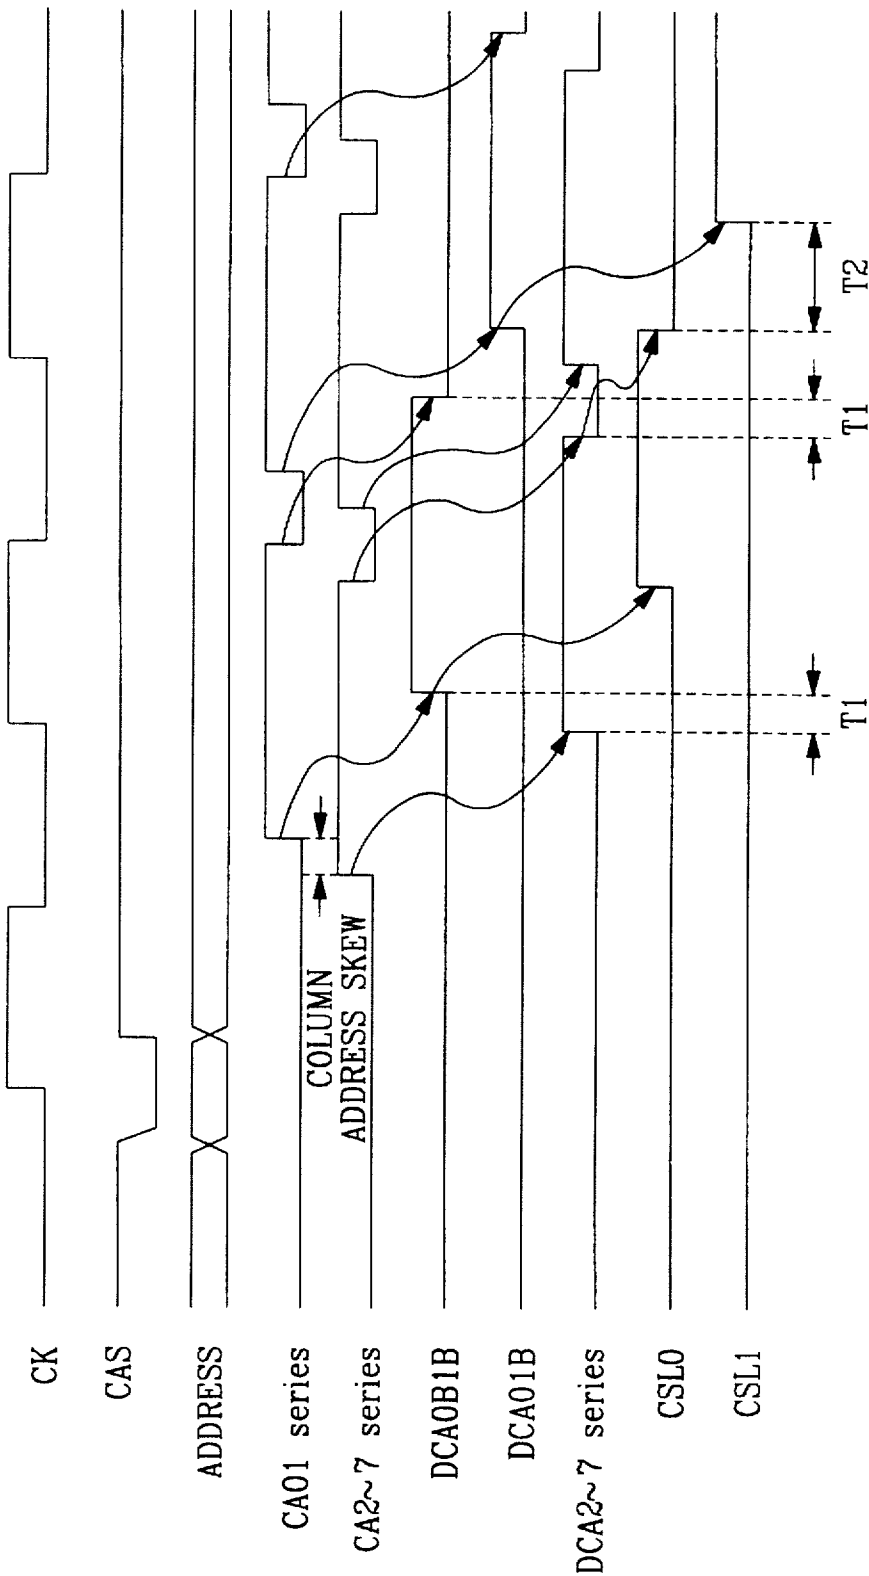 CK
CAS
ADDRESS
CA01 series
CA2~7 series
DCA0B1B
DCA01B
DCA2~7 series
CSL0
CSL1
COLUMN
ADDRESS SKEW
T1
T1
T2